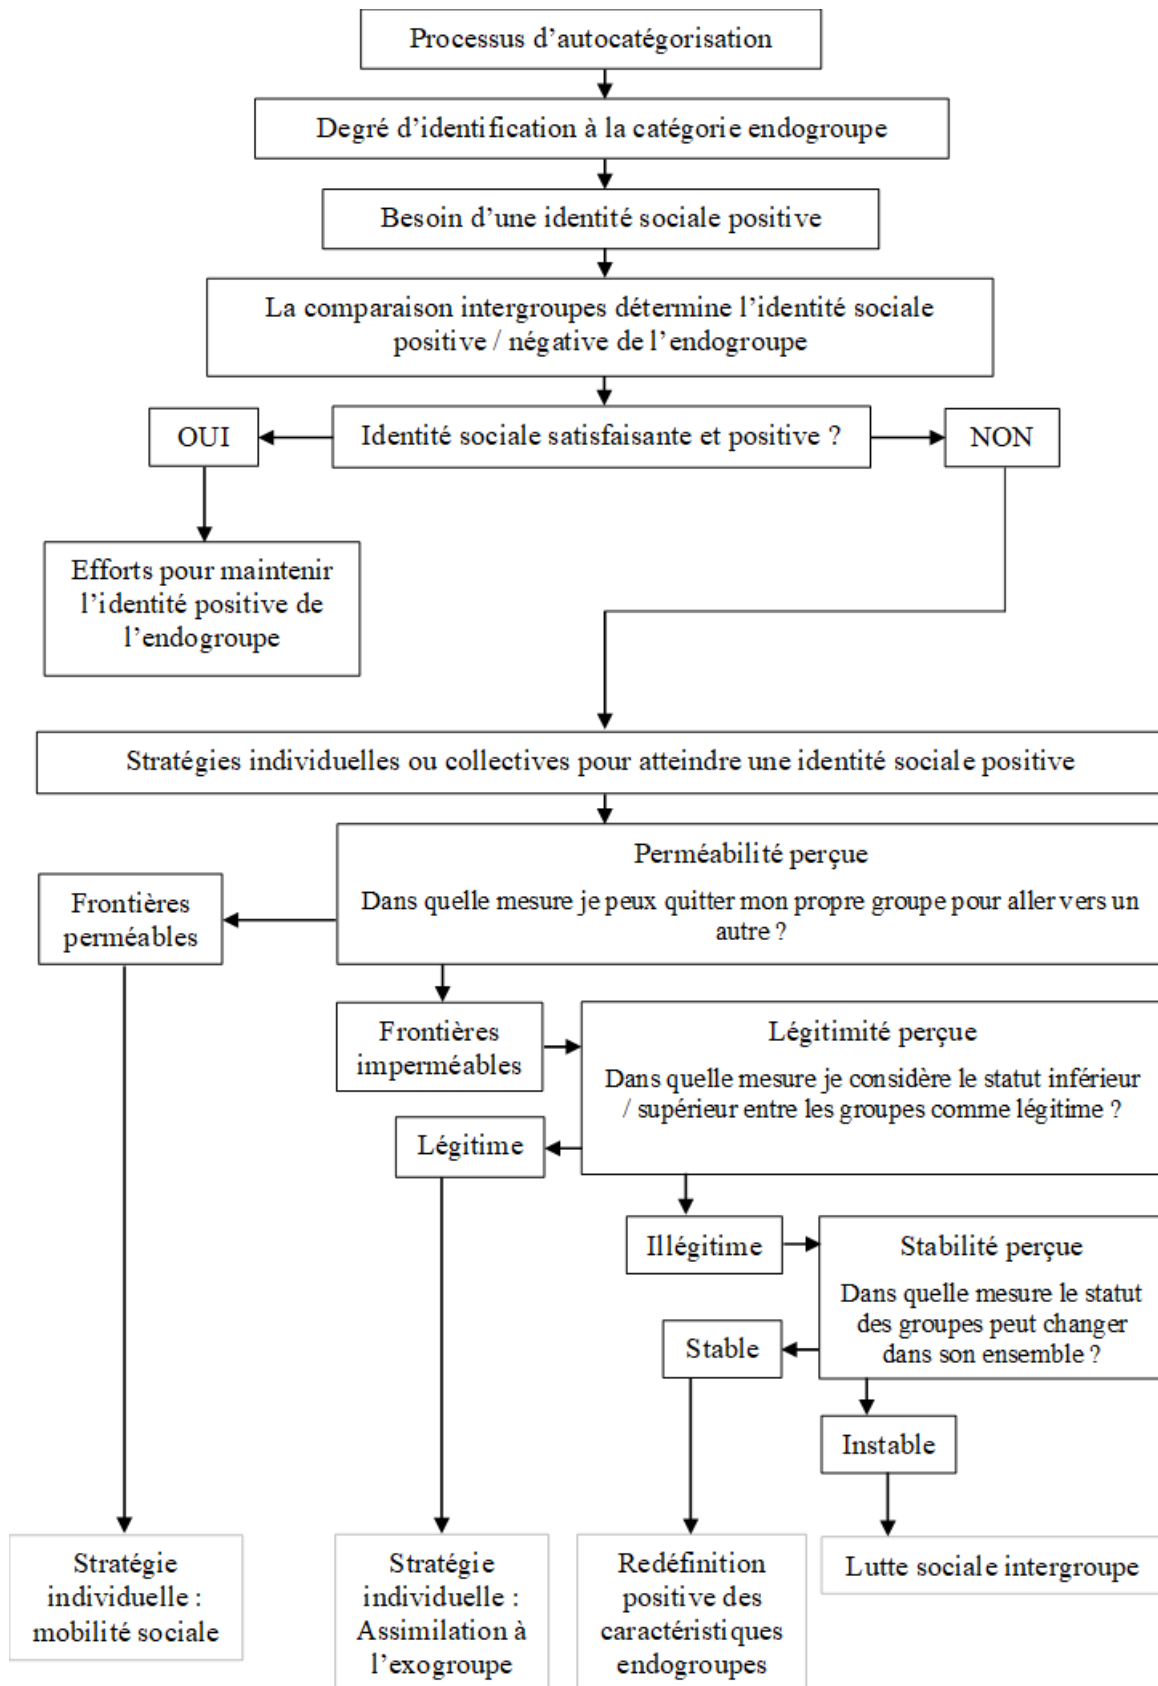 Processus d’autocatégorisation
Degré d’identification à la catégorie endogroupe
Besoin d’une identité sociale positive
La comparaison intergroupes détermine l’identité sociale
positive / négative de l’endogroupe
OUI
Identité sociale satisfaisante et positive ?
NON
Efforts pour maintenir
l’identité positive de
l’endogroupe
Stratégies individuelles ou collectives pour atteindre une identité sociale positive
Perméabilité perçue
Dans quelle mesure je peux quitter mon propre groupe pour aller vers un
autre ?
Frontières
perméables
Frontières
imperméables
Légitimité perçue
Dans quelle mesure je considère le statut inférieur
/ supérieur entre les groupes comme légitime ?
Légitime
Illégitime
Stabilité perçue
Dans quelle mesure le statut
des groupes peut changer
dans son ensemble ?
Stable
Instable
Stratégie
individuelle :
mobilité sociale
Stratégie
individuelle :
Assimilation à
l’exogroupe
Redéfinition
positive des
caractéristiques
endogroupes
Lutte sociale intergroupe